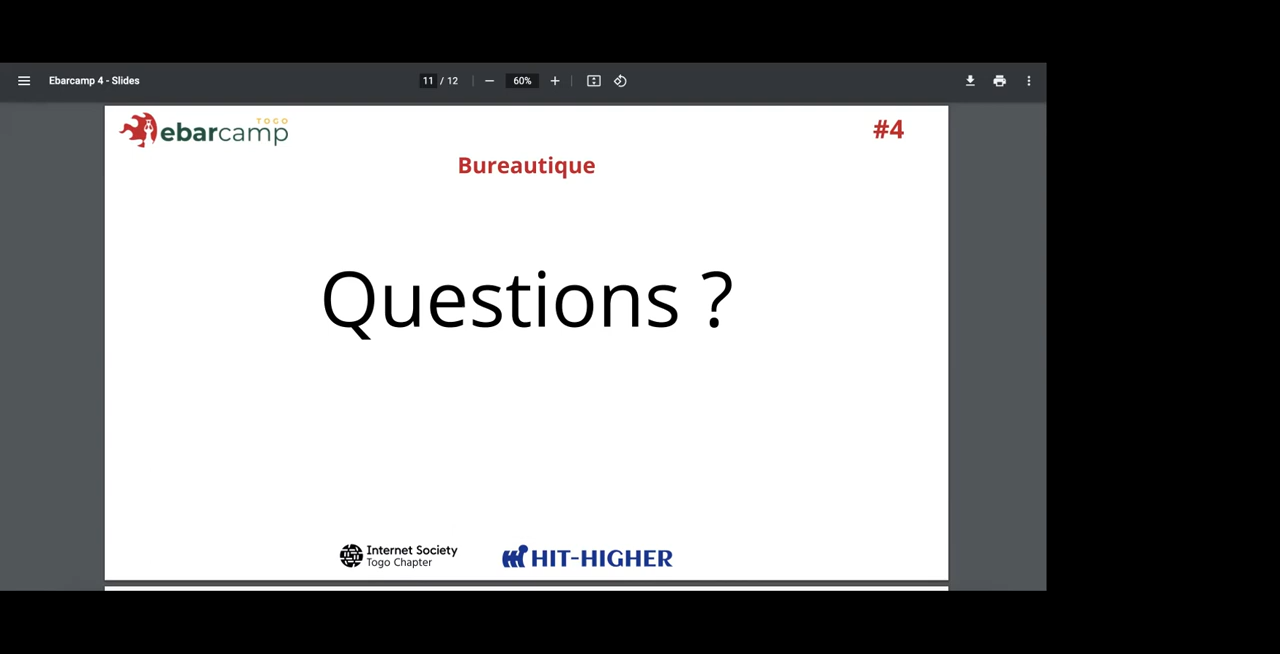 Ebarcamp 4 - Slides
11 / 12
60%
TOGO
ebarcamp
#4
Bureautique
Questions ?
Internet Society
Togo Chapter
HIT-HIGHER